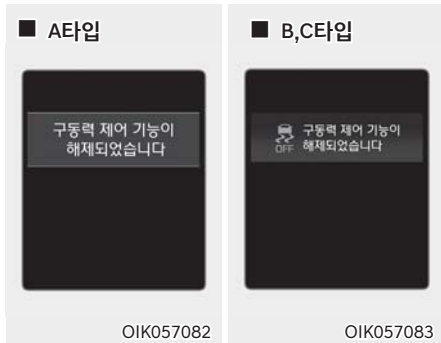 ■ A타입
구동력 제어 기능이
해제되었습니다
OIK057082
■ B,C타입
OFF
구동력 제어 기능이
해제되었습니다
OIK057083